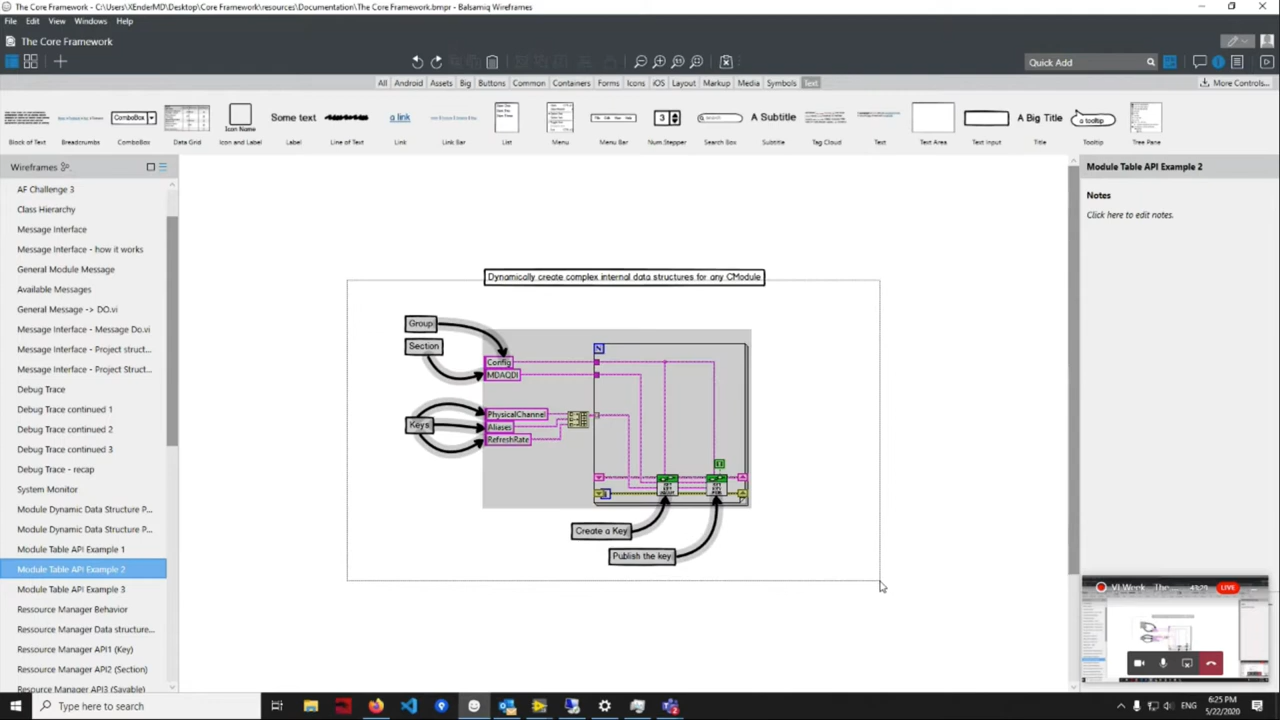 The Core Framework - C:\Users\XEnderMD\Desktop\Core Framework\resources\Documentation\The Core Framework.bmpr - Balsamiq Wireframes
File Edit View Windows Help
The Core Framework
Quick Add
All Android Assets Big Buttons Common Containers Forms Icons iOS Layout Markup Media Symbols Text
More Controls...
ComboBox
Icon Name
Some text
a link
3
search
A Subtitle
A Big Title
a tooltip
Block of Text Breadcrumbs ComboBox Data Grid Icon and Label Label Line of Text Link Link Bar List Menu Menu Bar Num.Stepper Search Box Subtitle Tag Cloud Text Text Area Text Input Title Tooltip Tree Pane
Wireframes
AF Challenge 3
Class Hierarchy
Message Interface
Message Interface - how it works
General Module Message
Available Messages
General Message -> DO.vi
Message Interface - Message Do.vi
Message Interface - Project struct...
Message Interface - Project struct...
Debug Trace
Debug Trace continued 1
Debug Trace continued 2
Debug Trace continued 3
Debug Trace - recap
System Monitor
Module Dynamic Data Structure P...
Module Dynamic Data Structure P...
Module Table API Example 1
Module Table API Example 2
Module Table API Example 3
Ressource Manager Behavior
Ressource Manager Data structure...
Ressource Manager API1 (Key)
Ressource Manager API2 (Section)
Ressource Manager API3 (Savable)
Dynamically create complex internal data structures for any CModule
Group
Section
Config
MDAQDI
Keys
PhysicalChannel
Aliases
RefreshRate
N
i
Create a Key
Publish the key
Module Table API Example 2
Notes
Click here to edit notes.
VI Week
LIVE
Type here to search
ENG
6:25 PM
5/22/2020